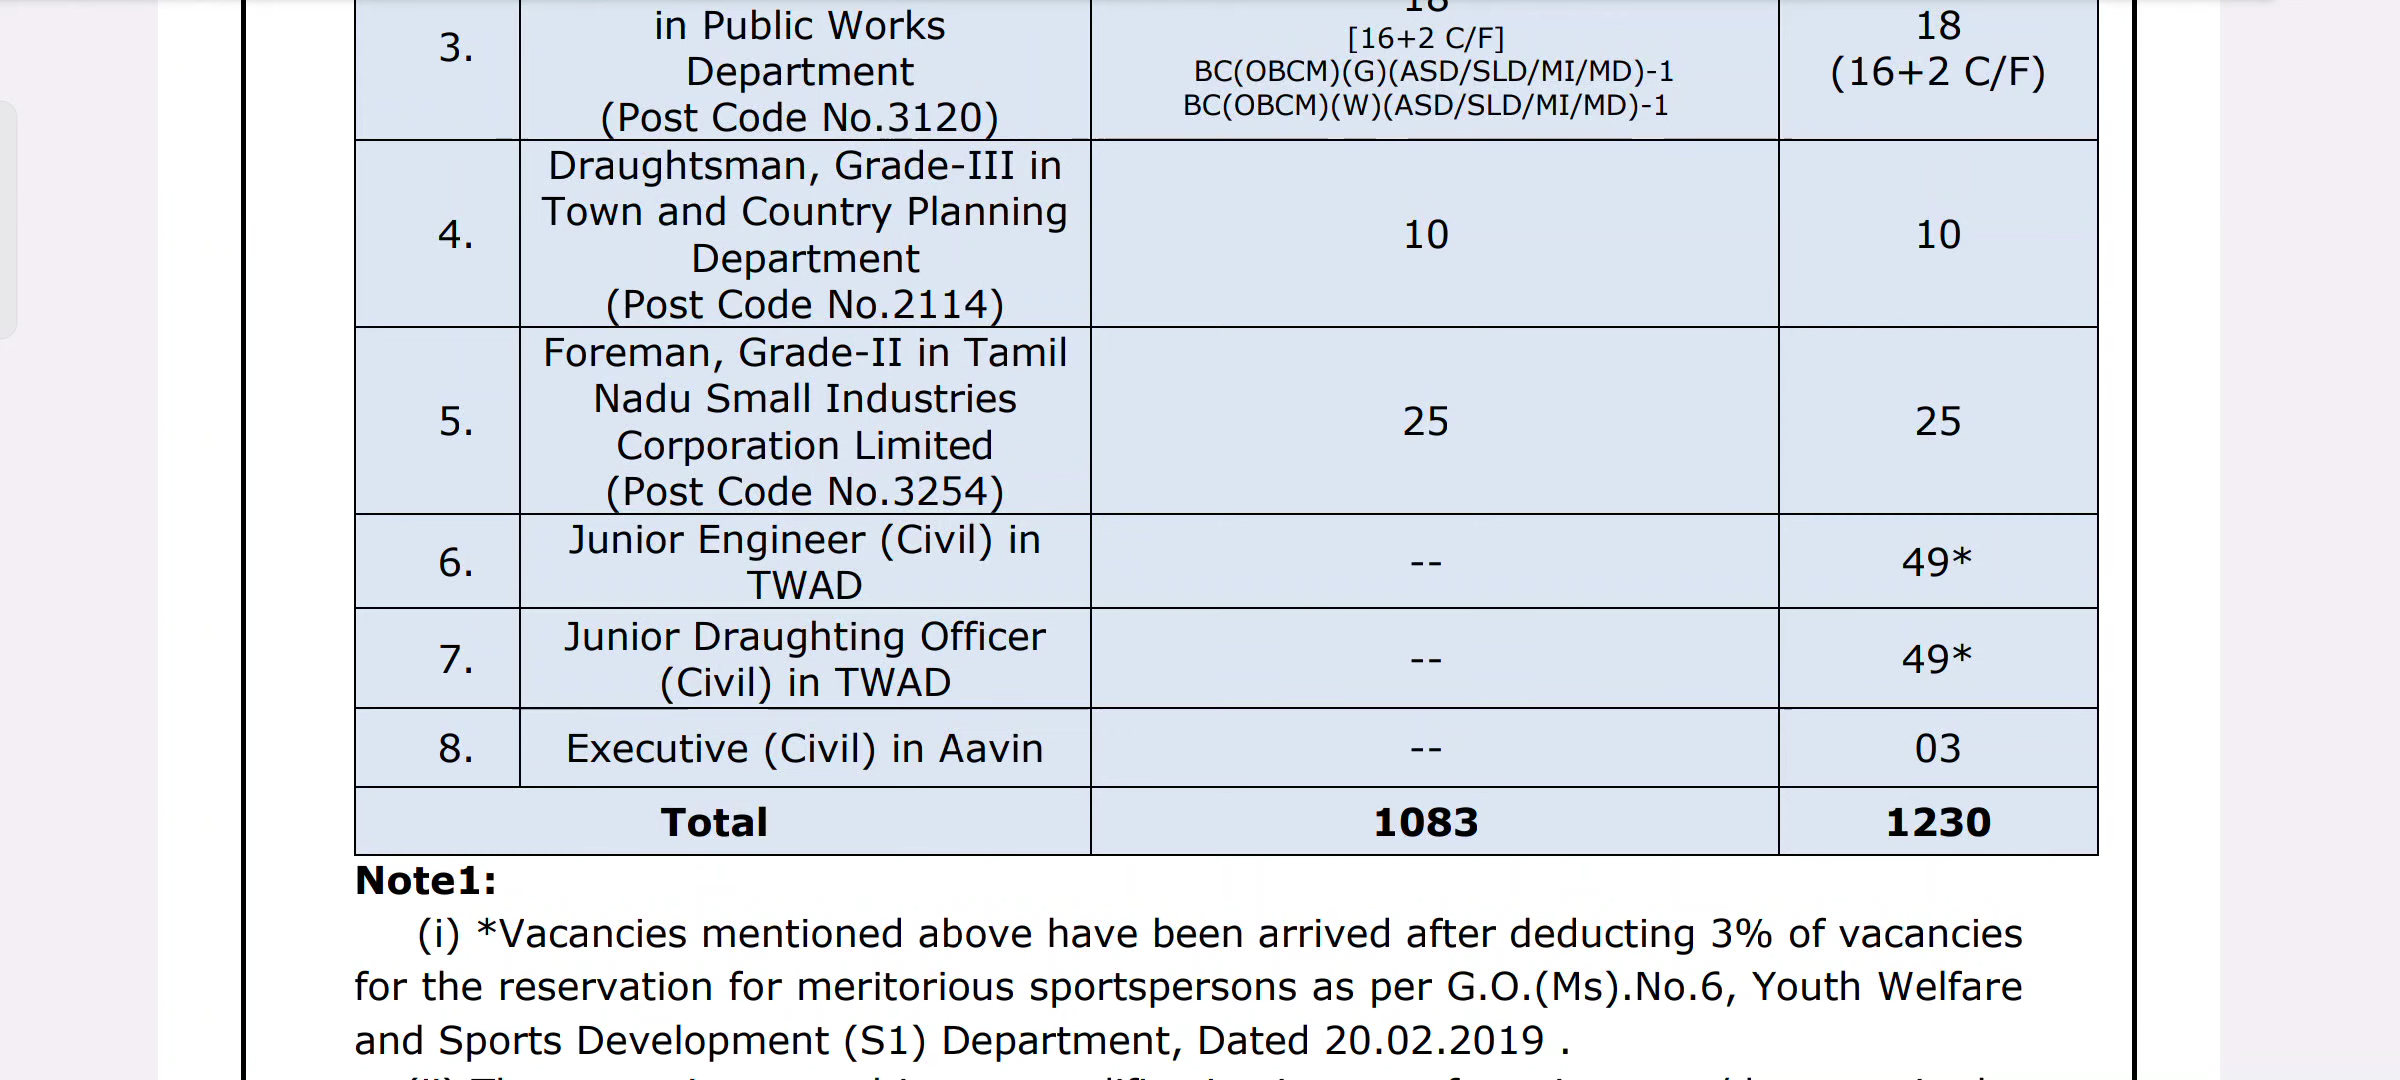 18
in Public Works
[16+2 C/F]
18
3.
Department
BC(OBCM)(G)(ASD/SLD/MI/MD)-1
(16+2 C/F)
(Post Code No.3120)
BC(OBCM)(W)(ASD/SLD/MI/MD)-1
4.
Draughtsman, Grade-III in
Town and Country Planning
Department
(Post Code No.2114)
10
10
5.
Foreman, Grade-II in Tamil
Nadu Small Industries
Corporation Limited
(Post Code No.3254)
25
25
6.
Junior Engineer (Civil) in
TWAD
--
49*
7.
Junior Draughting Officer
(Civil) in TWAD
--
49*
8.
Executive (Civil) in Aavin
--
03
Total
1083
1230
Note1:
(i) *Vacancies mentioned above have been arrived after deducting 3% of vacancies
for the reservation for meritorious sportspersons as per G.O.(Ms).No.6, Youth Welfare
and Sports Development (S1) Department, Dated 20.02.2019 .